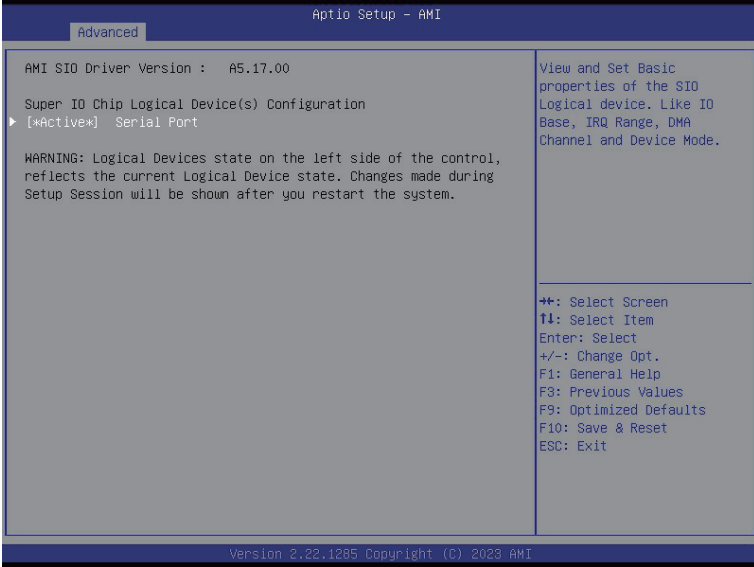 Aptio Setup - AMI
Advanced
AMI SIO Driver Version :   A5.17.00
Super IO Chip Logical Device(s) Configuration
[*Active*]  Serial Port
WARNING: Logical Devices state on the left side of the control,
reflects the current Logical Device state. Changes made during
Setup Session will be shown after you restart the system.
View and Set Basic
properties of the SIO
Logical device. Like IO
Base, IRQ Range, DMA
Channel and Device Mode.
→←: Select Screen
↑↓: Select Item
Enter: Select
+/-: Change Opt.
F1: General Help
F3: Previous Values
F9: Optimized Defaults
F10: Save & Reset
ESC: Exit
Version 2.22.1285 Copyright (C) 2023 AMI